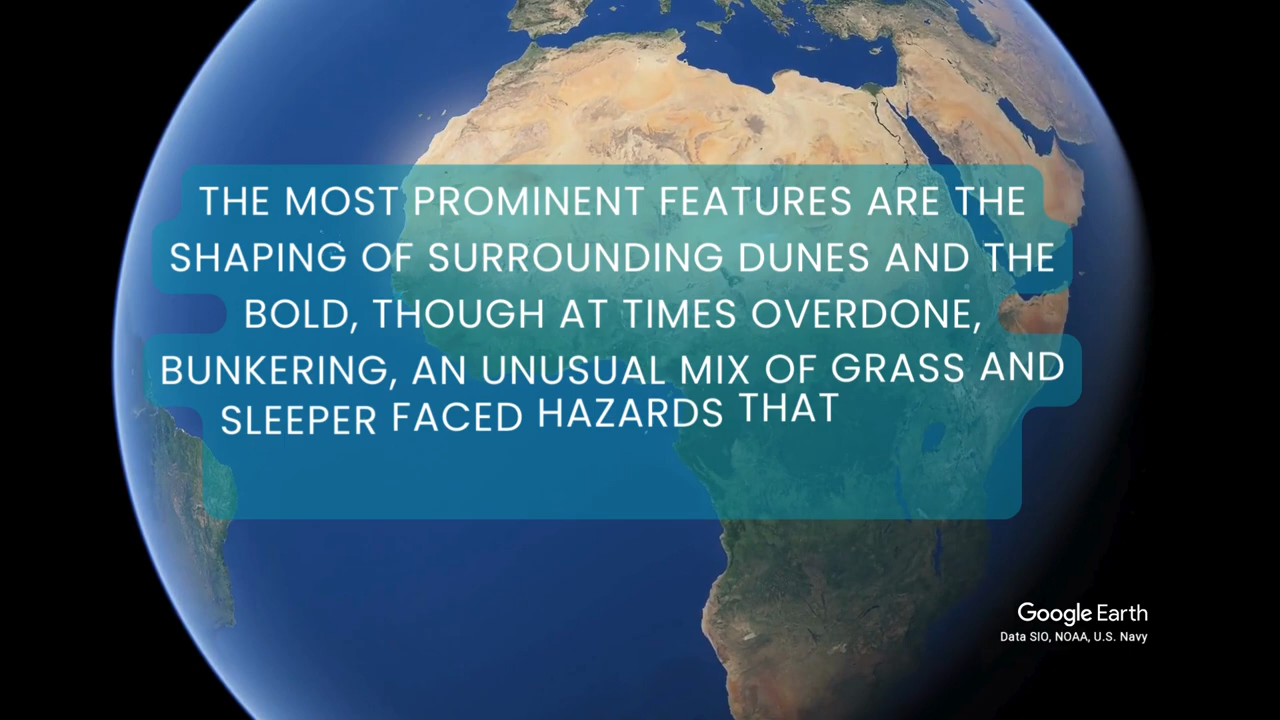 THE MOST PROMINENT FEATURES ARE THE
SHAPING OF SURROUNDING DUNES AND THE
BOLD, THOUGH AT TIMES OVERDONE,
BUNKERING, AN UNUSUAL MIX OF GRASS AND
SLEEPER FACED HAZARDS THAT
Google Earth
Data SIO, NOAA, U.S. Navy